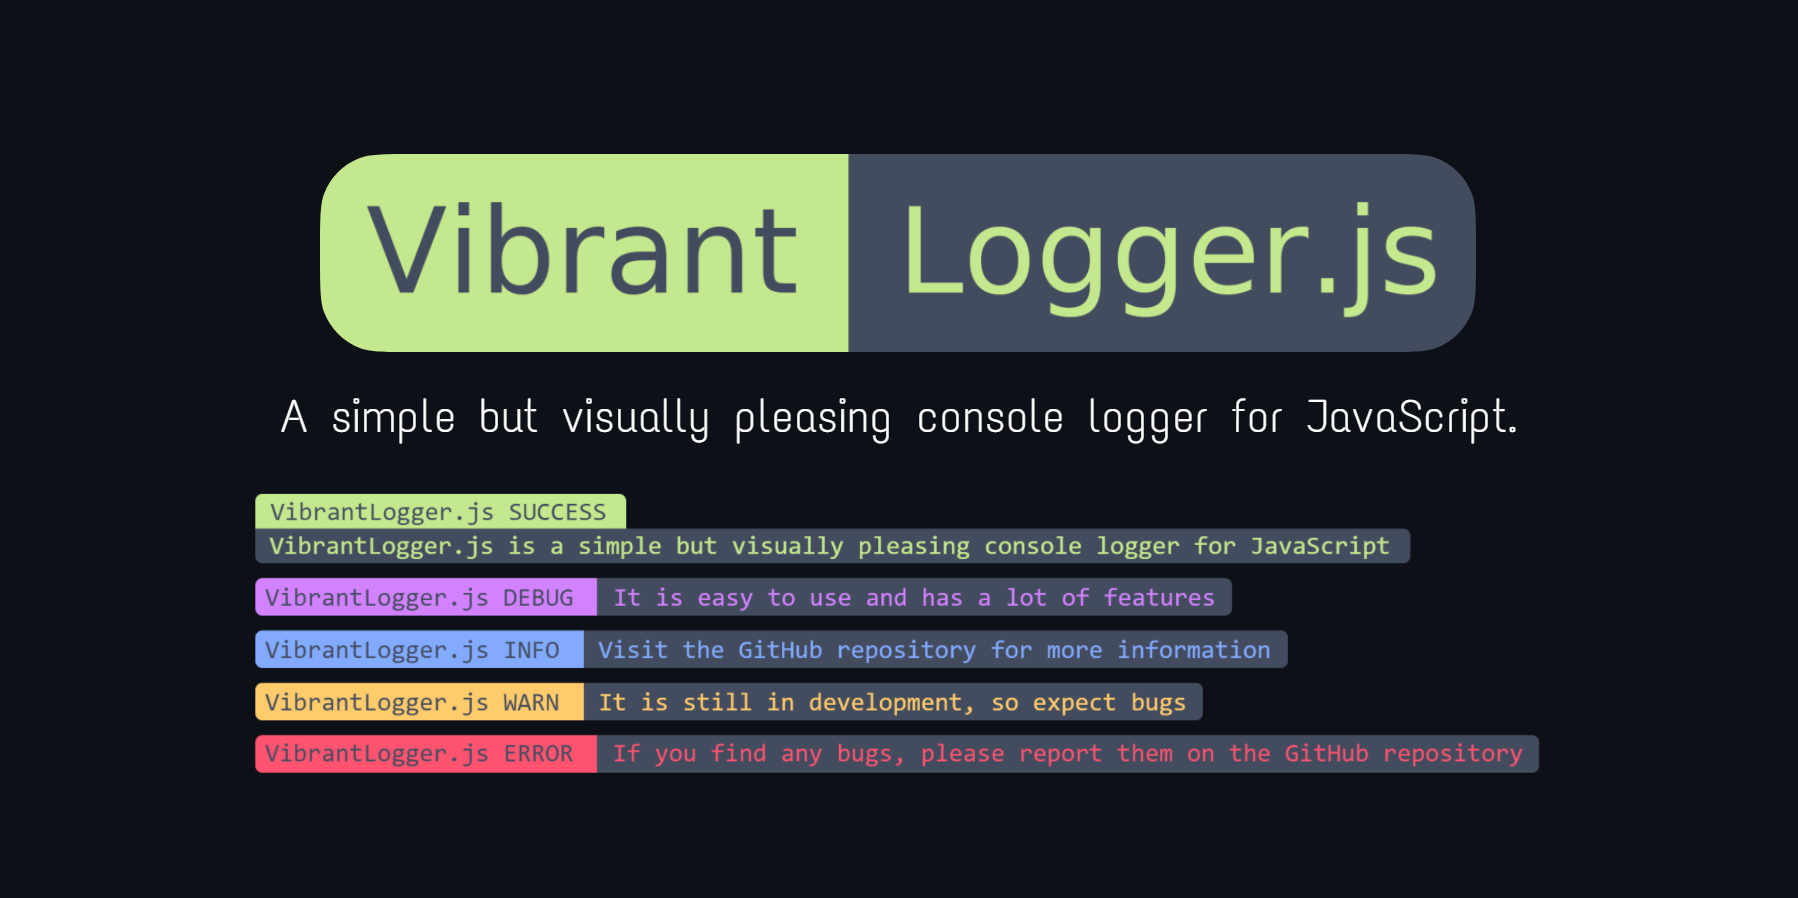 Vibrant Logger.js
A simple but visually pleasing console logger for JavaScript.
VibrantLogger.js SUCCESS
VibrantLogger.js is a simple but visually pleasing console logger for JavaScript
VibrantLogger.js DEBUG It is easy to use and has a lot of features
VibrantLogger.js INFO Visit the GitHub repository for more information
VibrantLogger.js WARN It is still in development, so expect bugs
VibrantLogger.js ERROR If you find any bugs, please report them on the GitHub repository